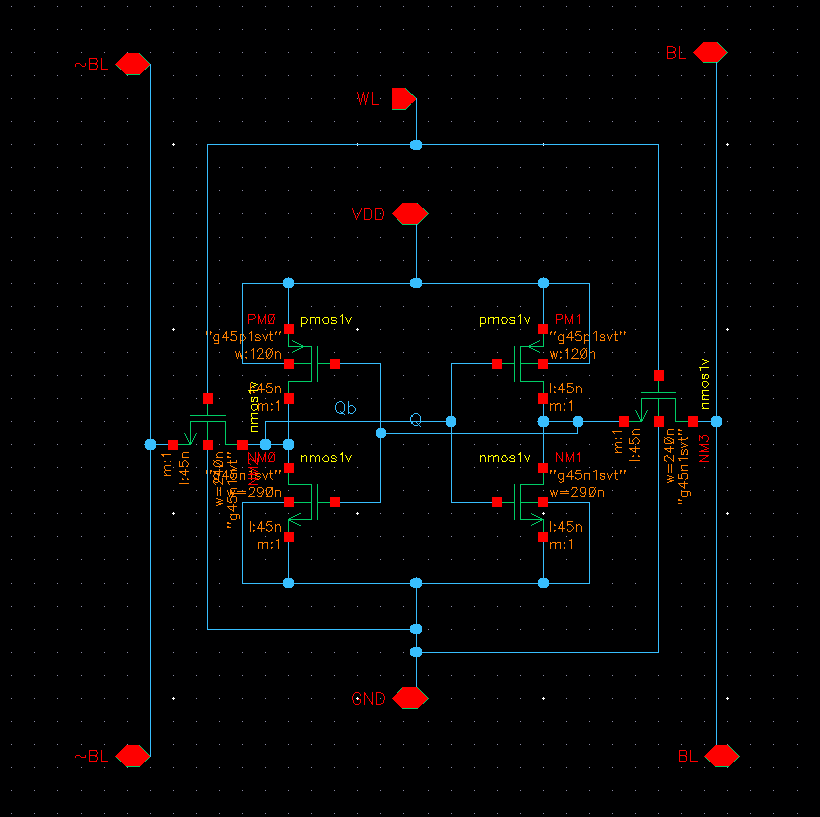 ~BL
BL
WL
VDD
PM0
pmos1v
"g45p1svt"
w:120n
l:45n
m:1
pmos1v
PM1
"g45p1svt"
w:120n
l:45n
m:1
Qb
Q
nmos1v
m:1
l:45n
w=240n
"g45n1svt"
nmos1v
m:1
l:45n
w=240n
"g45n1svt"
NM3
NM0
nmos1v
"g45n1svt"
w=290n
l:45n
m:1
nmos1v
NM1
"g45n1svt"
w=290n
l:45n
m:1
GND
~BL
BL